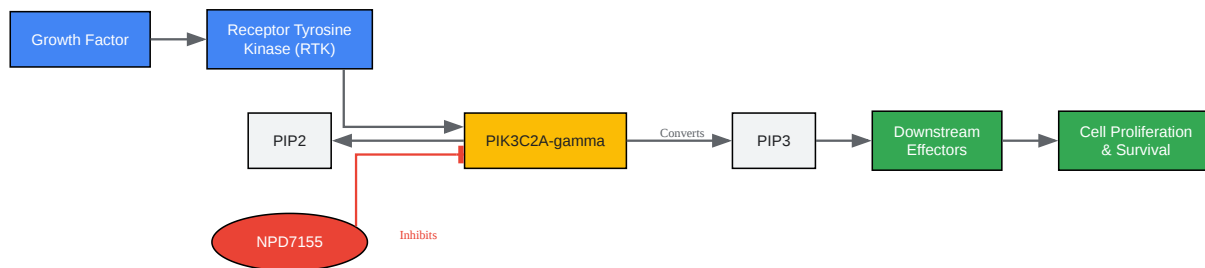 Growth Factor
Receptor Tyrosine
Kinase (RTK)
PIP2
PIK3C2A-gamma
Converts
PIP3
Downstream
Effectors
Cell Proliferation
& Survival
NPD7155
Inhibits